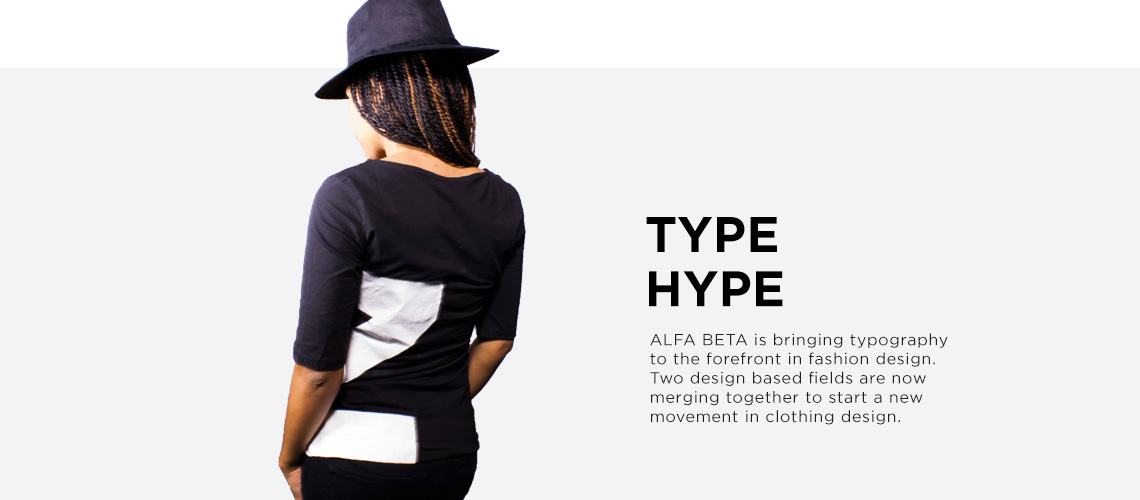 TYPE
HYPE
ALFA BETA is bringing typography
to the forefront in fashion design.
Two design based fields are now
merging together to start a new
movement in clothing design.